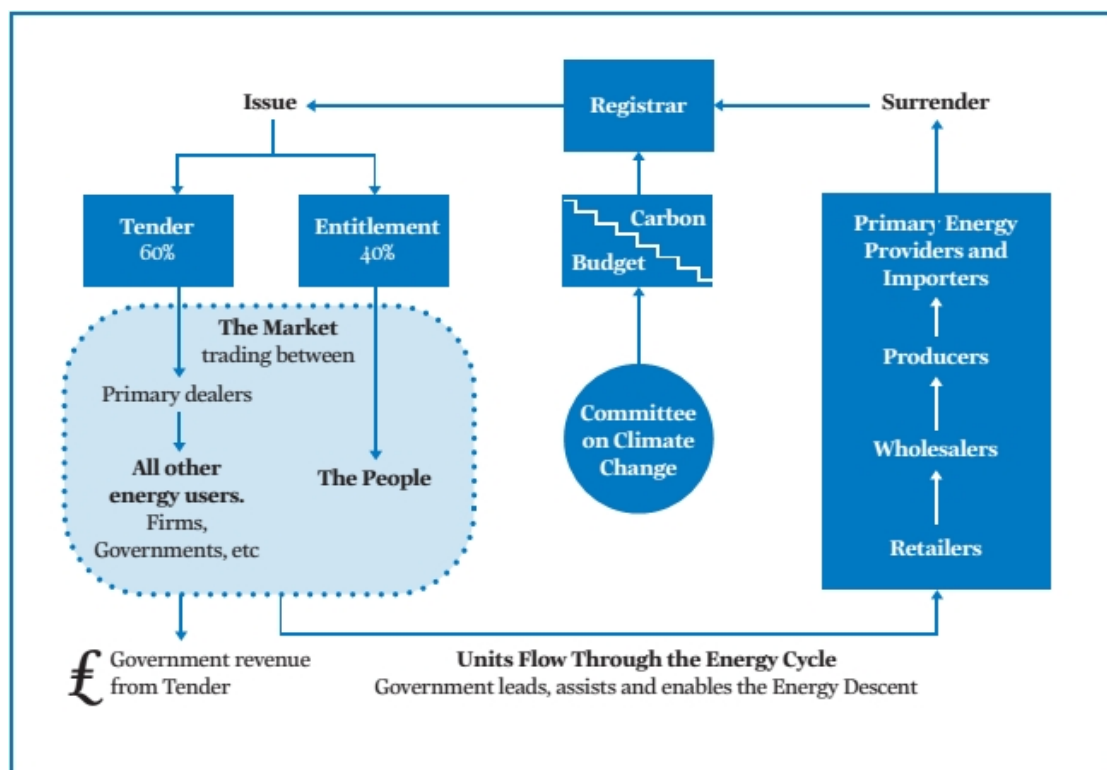 Issue
Registrar
Surrender
Tender
60%
Entitlement
40%
Carbon
Budget
Primary Energy
Providers and
Importers
The Market
trading between
Producers
Primary dealers
Committee
on Climate
Change
Wholesalers
All other
energy users.
Firms,
Governments, etc
The People
Retailers
£ Government revenue
from Tender
Units Flow Through the Energy Cycle
Government leads, assists and enables the Energy Descent